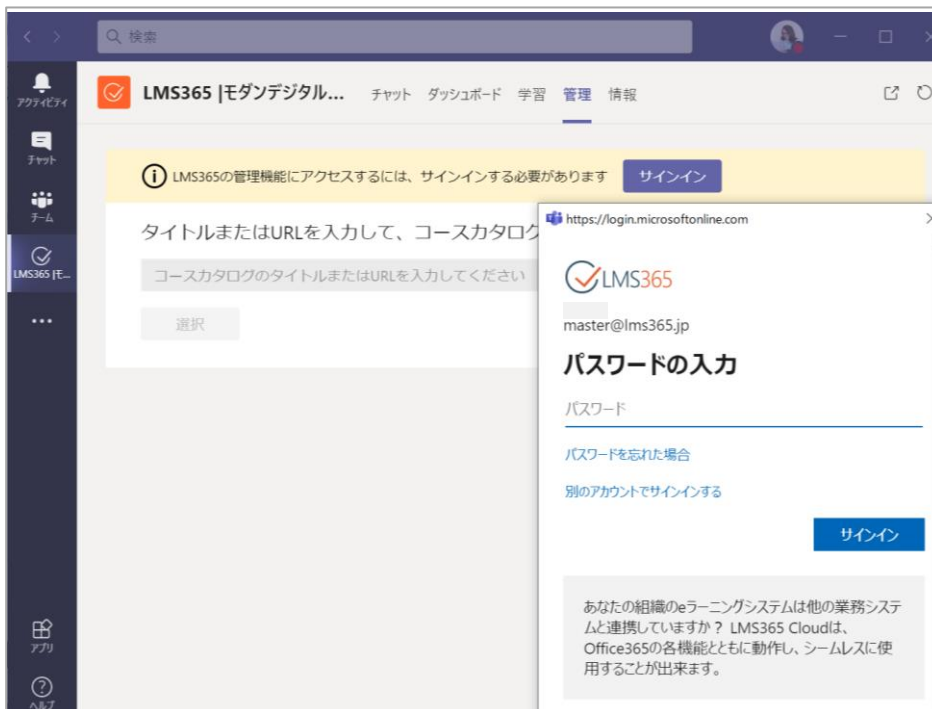 検索
アクティビティ
チャット
チーム
LMS365 |モ...
アプリ
ヘルプ
LMS365 |モダンデジタル... チャット ダッシュボード 学習 管理 情報
LMS365の管理機能にアクセスするには、サインインする必要があります サインイン
タイトルまたはURLを入力して、コースカタログ
コースカタログのタイトルまたはURLを入力してください
選択
https://login.microsoftonline.com
LMS365
master@lms365.jp
パスワードの入力
パスワード
パスワードを忘れた場合
別のアカウントでサインインする
サインイン
あなたの組織のeラーニングシステムは他の業務システ
ムと連携していますか? LMS365 Cloudは、
Office365の各機能とともに動作し、シームレスに使
用することが出来ます。